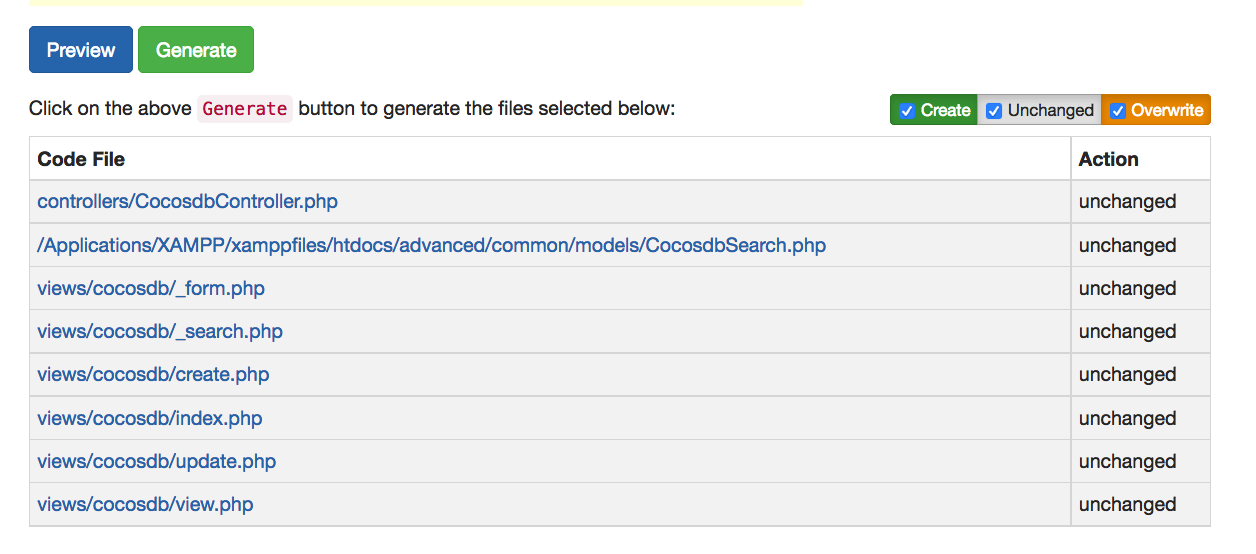 Preview Generate
Click on the above Generate button to generate the files selected below: Create Unchanged Overwrite
Code File Action
controllers/CocosdbController.php unchanged
/Applications/XAMPP/xamppfiles/htdocs/advanced/common/models/CocosdbSearch.php unchanged
views/cocosdb/_form.php unchanged
views/cocosdb/_search.php unchanged
views/cocosdb/create.php unchanged
views/cocosdb/index.php unchanged
views/cocosdb/update.php unchanged
views/cocosdb/view.php unchanged